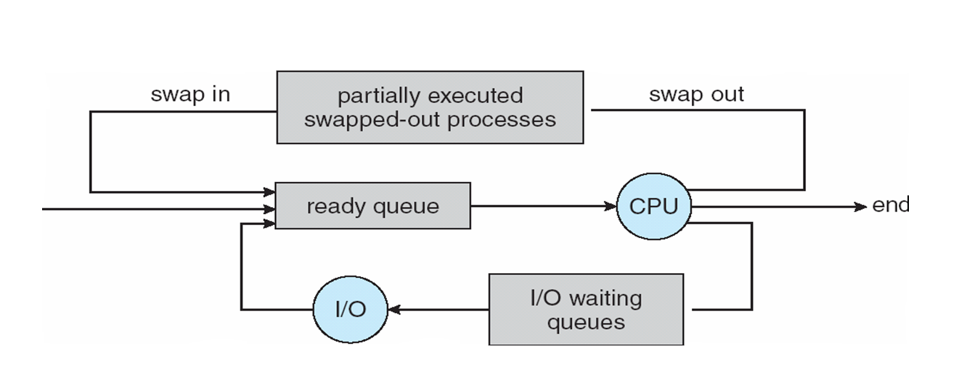 swap in
partially executed
swapped-out processes
swap out
ready queue
CPU
end
I/O
I/O waiting
queues